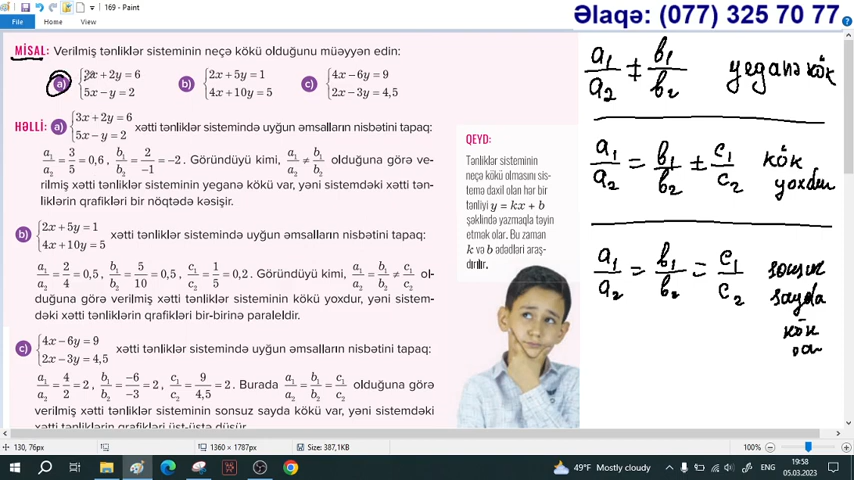 169 - Paint
Əlaqə: (077) 325 70 77
File Home View
MİSAL: Verilmiş tənliklər sisteminin neçə kökü olduğunu müəyyən edin:
a) {2x + 2y = 6 b) {2x + 5y = 1 c) {4x − 6y = 9
5x − y = 2 4x + 10y = 5 2x − 3y = 4,5
HƏLLİ: a) {3x + 2y = 6
5x − y = 2 xətti tənliklər sistemində uyğun əmsalların nisbətini tapaq:
a₁/a₂ = 3/5 = 0,6, b₁/b₂ = 2/−1 = −2. Göründüyü kimi, a₁/a₂ ≠ b₁/b₂ olduğuna görə ve-
rilmiş xətti tənliklər sisteminin yeganə kökü var, yəni sistemdəki xətti tən-
liklərin qrafikləri bir nöqtədə kəsişir.
b) {2x + 5y = 1
4x + 10y = 5 xətti tənliklər sistemində uyğun əmsalların nisbətini tapaq:
a₁/a₂ = 2/4 = 0,5, b₁/b₂ = 5/10 = 0,5, c₁/c₂ = 1/5 = 0,2. Göründüyü kimi, a₁/a₂ = b₁/b₂ ≠ c₁/c₂ ol-
duğuna görə verilmiş xətti tənliklər sisteminin kökü yoxdur, yəni sistem-
dəki xətti tənliklərin qrafikləri bir-birinə paraleldir.
c) {4x − 6y = 9
2x − 3y = 4,5 xətti tənliklər sistemində uyğun əmsalların nisbətini tapaq:
a₁/a₂ = 4/2 = 2, b₁/b₂ = −6/−3 = 2, c₁/c₂ = 9/4,5 = 2. Burada a₁/a₂ = b₁/b₂ = c₁/c₂ olduğuna görə
verilmiş xətti tənliklər sisteminin sonsuz sayda kökü var, yəni sistemdəki
xətti tənliklərin qrafikləri üst-üstə düşür.
QEYD:
Tənliklər sisteminin
neçə kökü olması sis-
temə daxil olan hər bir
tənliyi y = kx + b
şəklində yazmaqla təyin
etmək olar. Bu zaman
k və b ədədləri araş-
dırılır.
a₁/a₂ ≠ b₁/b₂ yeganə kök
a₁/a₂ = b₁/b₂ ≠ c₁/c₂ kök
yoxdur
a₁/a₂ = b₁/b₂ = c₁/c₂ sonsuz
sayda
kök
130, 76px 1360 × 1787px Size: 387,1KB 100%
49°F Mostly cloudy ENG 19:58
05.03.2023